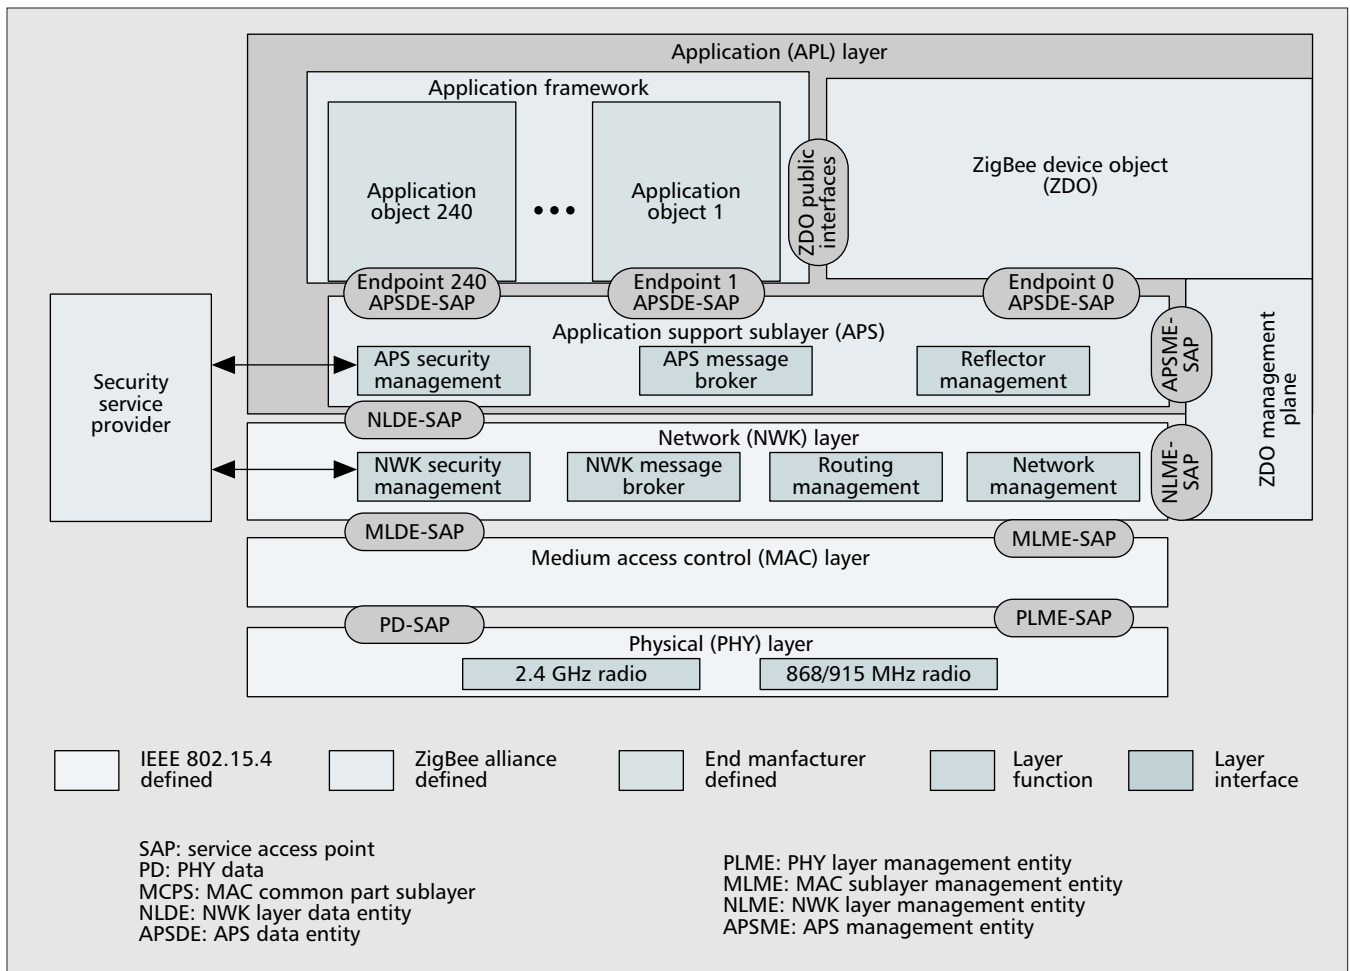 Application (APL) layer
Application framework
Application
object 240
Application
object 1
ZDO public
interfaces
ZigBee device object
(ZDO)
Endpoint 240
APSDE-SAP
Endpoint 1
APSDE-SAP
Endpoint 0
APSDE-SAP
Application support sublayer (APS)
APS security
management
APS message
broker
Reflector
management
APSME-
SAP
Security
service
provider
ZDO management
plane
NLDE-SAP
Network (NWK) layer
NWK security
management
NWK message
broker
Routing
management
Network
management
NLME-
SAP
MLDE-SAP
MLME-SAP
Medium access control (MAC) layer
PD-SAP
PLME-SAP
Physical (PHY) layer
2.4 GHz radio
868/915 MHz radio
IEEE 802.15.4
defined
ZigBee alliance
defined
End manfacturer
defined
Layer
function
Layer
interface
SAP: service access point
PD: PHY data
MCPS: MAC common part sublayer
NLDE: NWK layer data entity
APSDE: APS data entity
PLME: PHY layer management entity
MLME: MAC sublayer management entity
NLME: NWK layer management entity
APSME: APS management entity